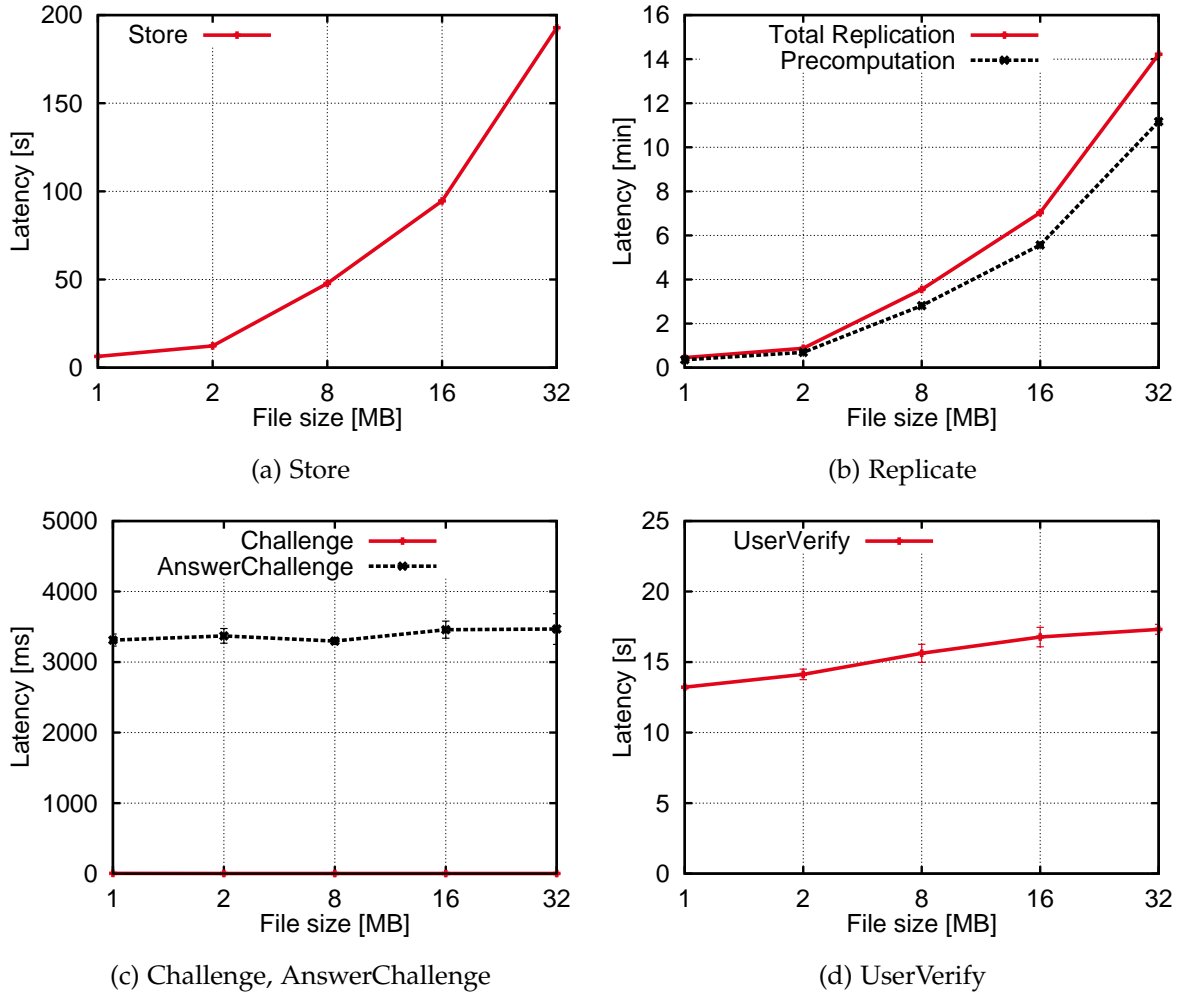 Store
Latency [s]
200
150
100
50
0
1 2 8 16 32
File size [MB]
(a) Store
Total Replication
Precomputation
Latency [min]
16
14
12
10
8
6
4
2
0
1 2 8 16 32
File size [MB]
(b) Replicate
Challenge
AnswerChallenge
Latency [ms]
5000
4000
3000
2000
1000
0
1 2 8 16 32
File size [MB]
(c) Challenge, AnswerChallenge
UserVerify
Latency [s]
25
20
15
10
5
0
1 2 8 16 32
File size [MB]
(d) UserVerify